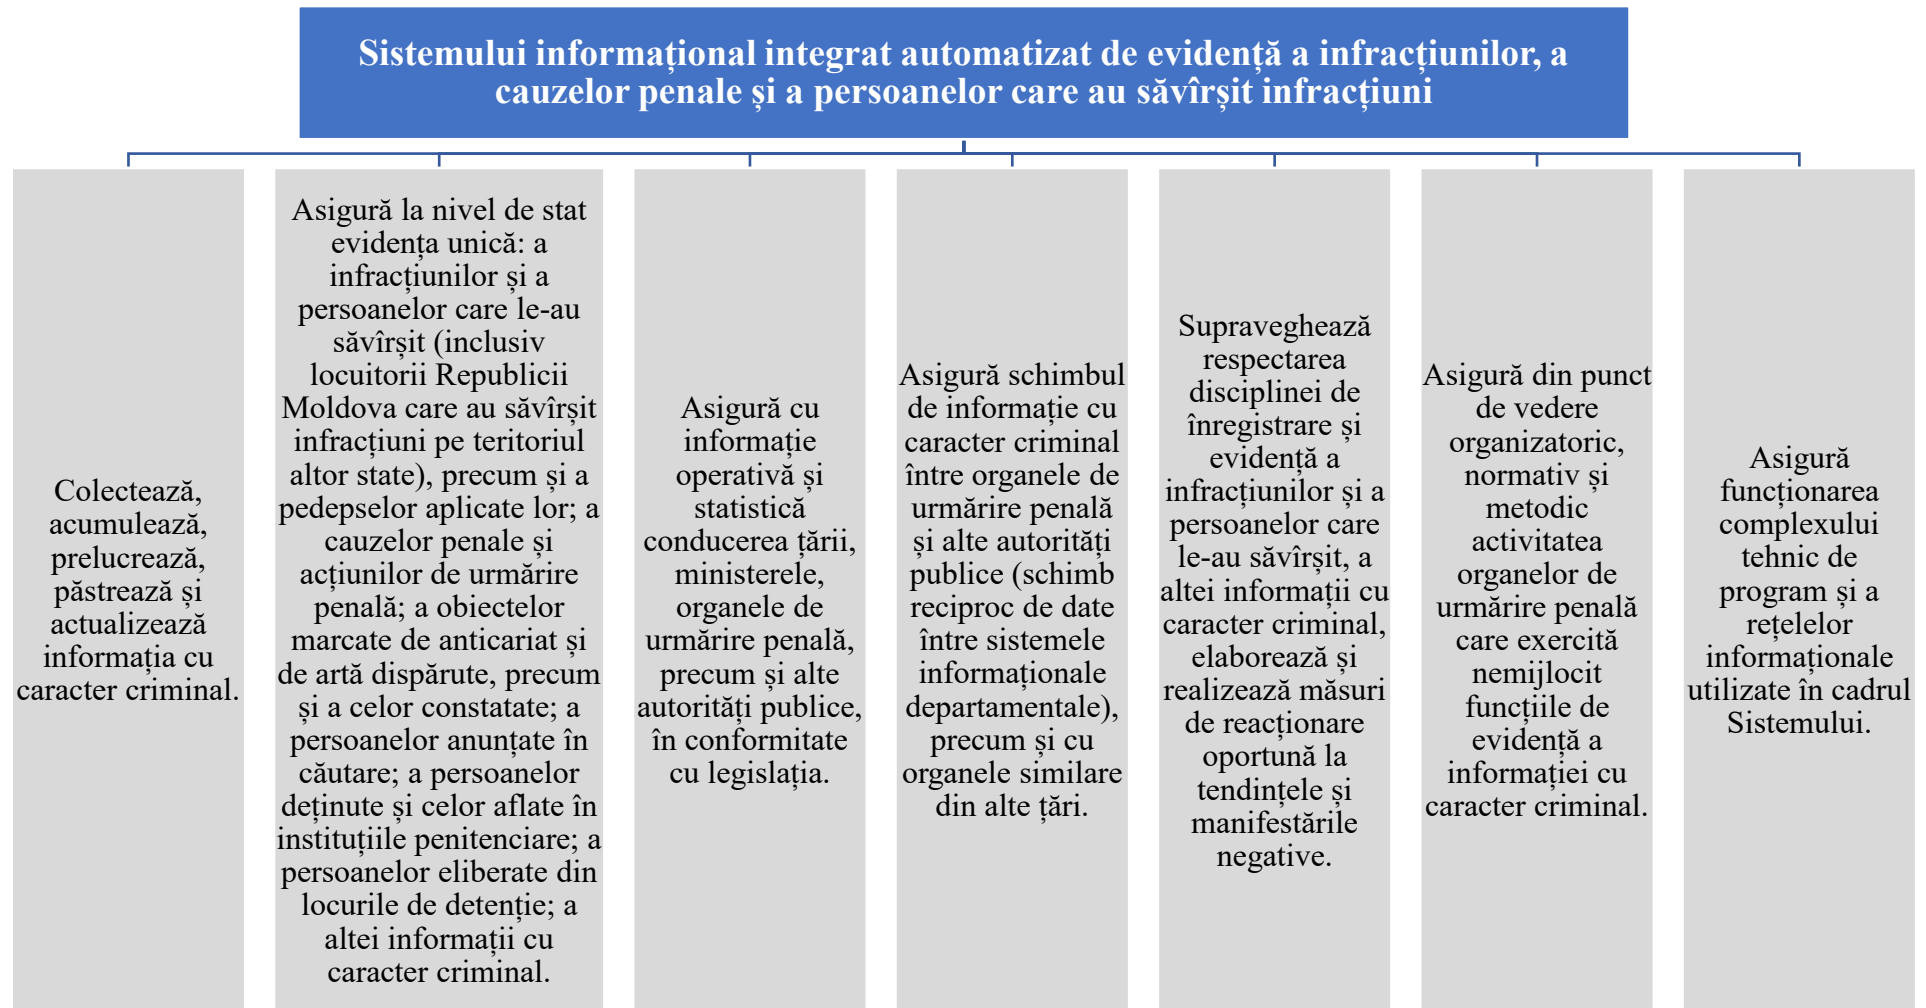 Sistemului informațional integrat automatizat de evidență a infracțiunilor, a
cauzelor penale și a persoanelor care au săvîrșit infracțiuni
Colectează,
acumulează,
prelucrează,
păstrează și
actualizează
informația cu
caracter criminal.
Asigură la nivel de stat
evidența unică: a
infracțiunilor și a
persoanelor care le-au
săvîrșit (inclusiv
locuitorii Republicii
Moldova care au săvîrșit
infracțiuni pe teritoriul
altor state), precum și a
pedepselor aplicate lor; a
cauzelor penale și
acțiunilor de urmărire
penală; a obiectelor
marcate de anticariat și
de artă dispărute, precum
și a celor constatate; a
persoanelor anunțate în
căutare; a persoanelor
deținute și celor aflate în
instituțiile penitenciare; a
persoanelor eliberate din
locurile de detenție; a
altei informații cu
caracter criminal.
Asigură cu
informație
operativă și
statistică
conducerea țării,
ministerele,
organele de
urmărire penală,
precum și alte
autorități publice,
în conformitate
cu legislația.
Asigură schimbul
de informație cu
caracter criminal
între organele de
urmărire penală
și alte autorități
publice (schimb
reciproc de date
între sistemele
informaționale
departamentale),
precum și cu
organele similare
din alte țări.
Supraveghează
respectarea
disciplinei de
înregistrare și
evidență a
infracțiunilor și a
persoanelor care
le-au săvîrșit, a
altei informații cu
caracter criminal,
elaborează și
realizează măsuri
de reacționare
oportună la
tendințele și
manifestările
negative.
Asigură din punct
de vedere
organizatoric,
normativ și
metodic
activitatea
organelor de
urmărire penală
care exercită
nemijlocit
funcțiile de
evidență a
informației cu
caracter criminal.
Asigură
funcționarea
complexului
tehnic de
program și a
rețelelor
informaționale
utilizate în cadrul
Sistemului.